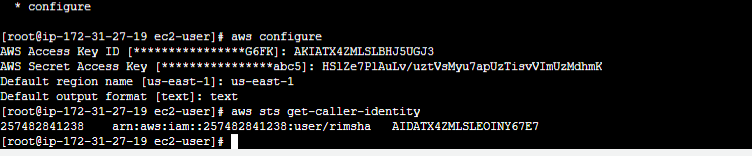 * configure
[root@ip-172-31-27-19 ec2-user]# aws configure
AWS Access Key ID [****************G6FK]: AKIATX4ZMLSLBHJ5UGJ3
AWS Secret Access Key [****************abc5]: 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
Default region name [us-east-1]: us-east-1
Default output format [text]: text
[root@ip-172-31-27-19 ec2-user]# aws sts get-caller-identity
257482841238 arn:aws:iam::257482841238:user/rimsha AIDATX4ZMLSLEOINY67E7
[root@ip-172-31-27-19 ec2-user]#